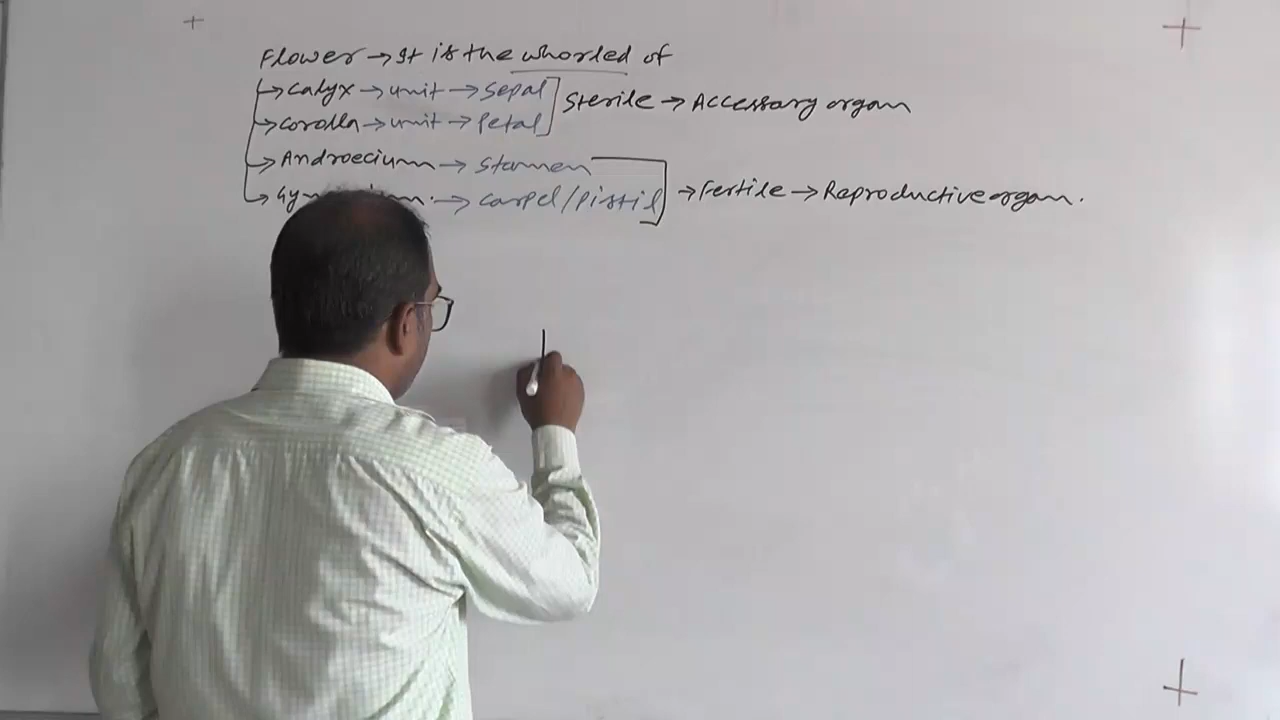 Flower → It is the whorled of
→ Calyx → unit → Sepal
→ Corolla → unit → Petal
Sterile → Accessary organ
→ Androecium → Stamen
→ → Carpel/Pistil
→ Fertile → Reproductive organ.